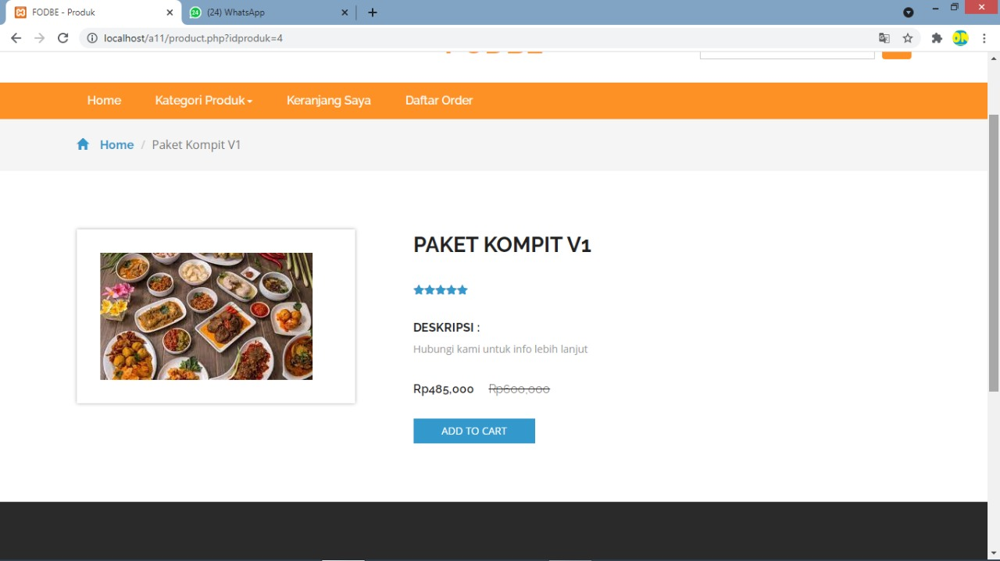 FODBE - Produk
(24) WhatsApp
localhost/a11/product.php?idproduk=4
Home
Kategori Produk
Keranjang Saya
Daftar Order
Home / Paket Kompit V1
PAKET KOMPIT V1
DESKRIPSI :
Hubungi kami untuk info lebih lanjut
Rp485,000 Rp600,000
ADD TO CART